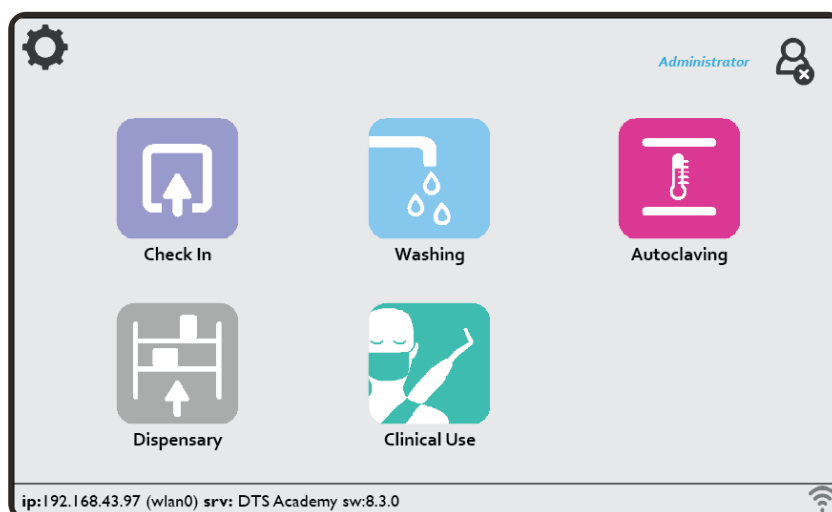 Administrator
Check In
Washing
Autoclaving
Dispensary
Clinical Use
ip:192.168.43.97 (wlan0) srv: DTS Academy sw:8.3.0